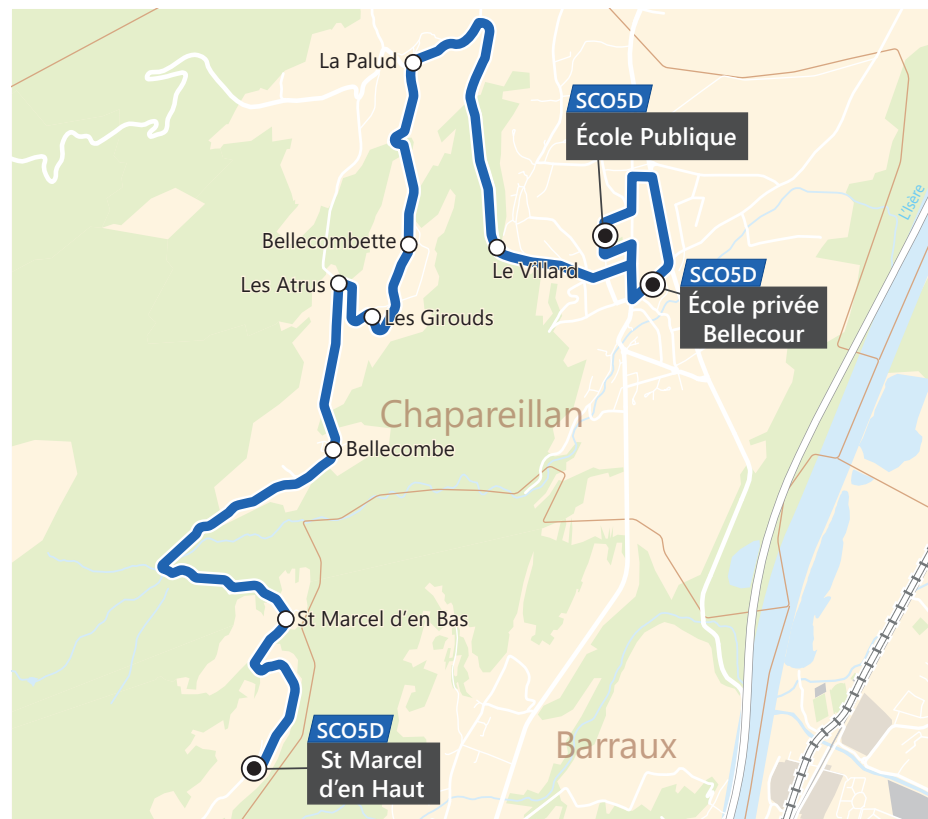 La Palud
SCO5D
École Publique
L'Isère
Bellecombette
Le Villard
Les Atrus
SCO5D
École privée
Bellecour
Les Girouds
Chapareillan
Bellecombe
St Marcel d'en Bas
SCO5D
St Marcel
d'en Haut
Barraux